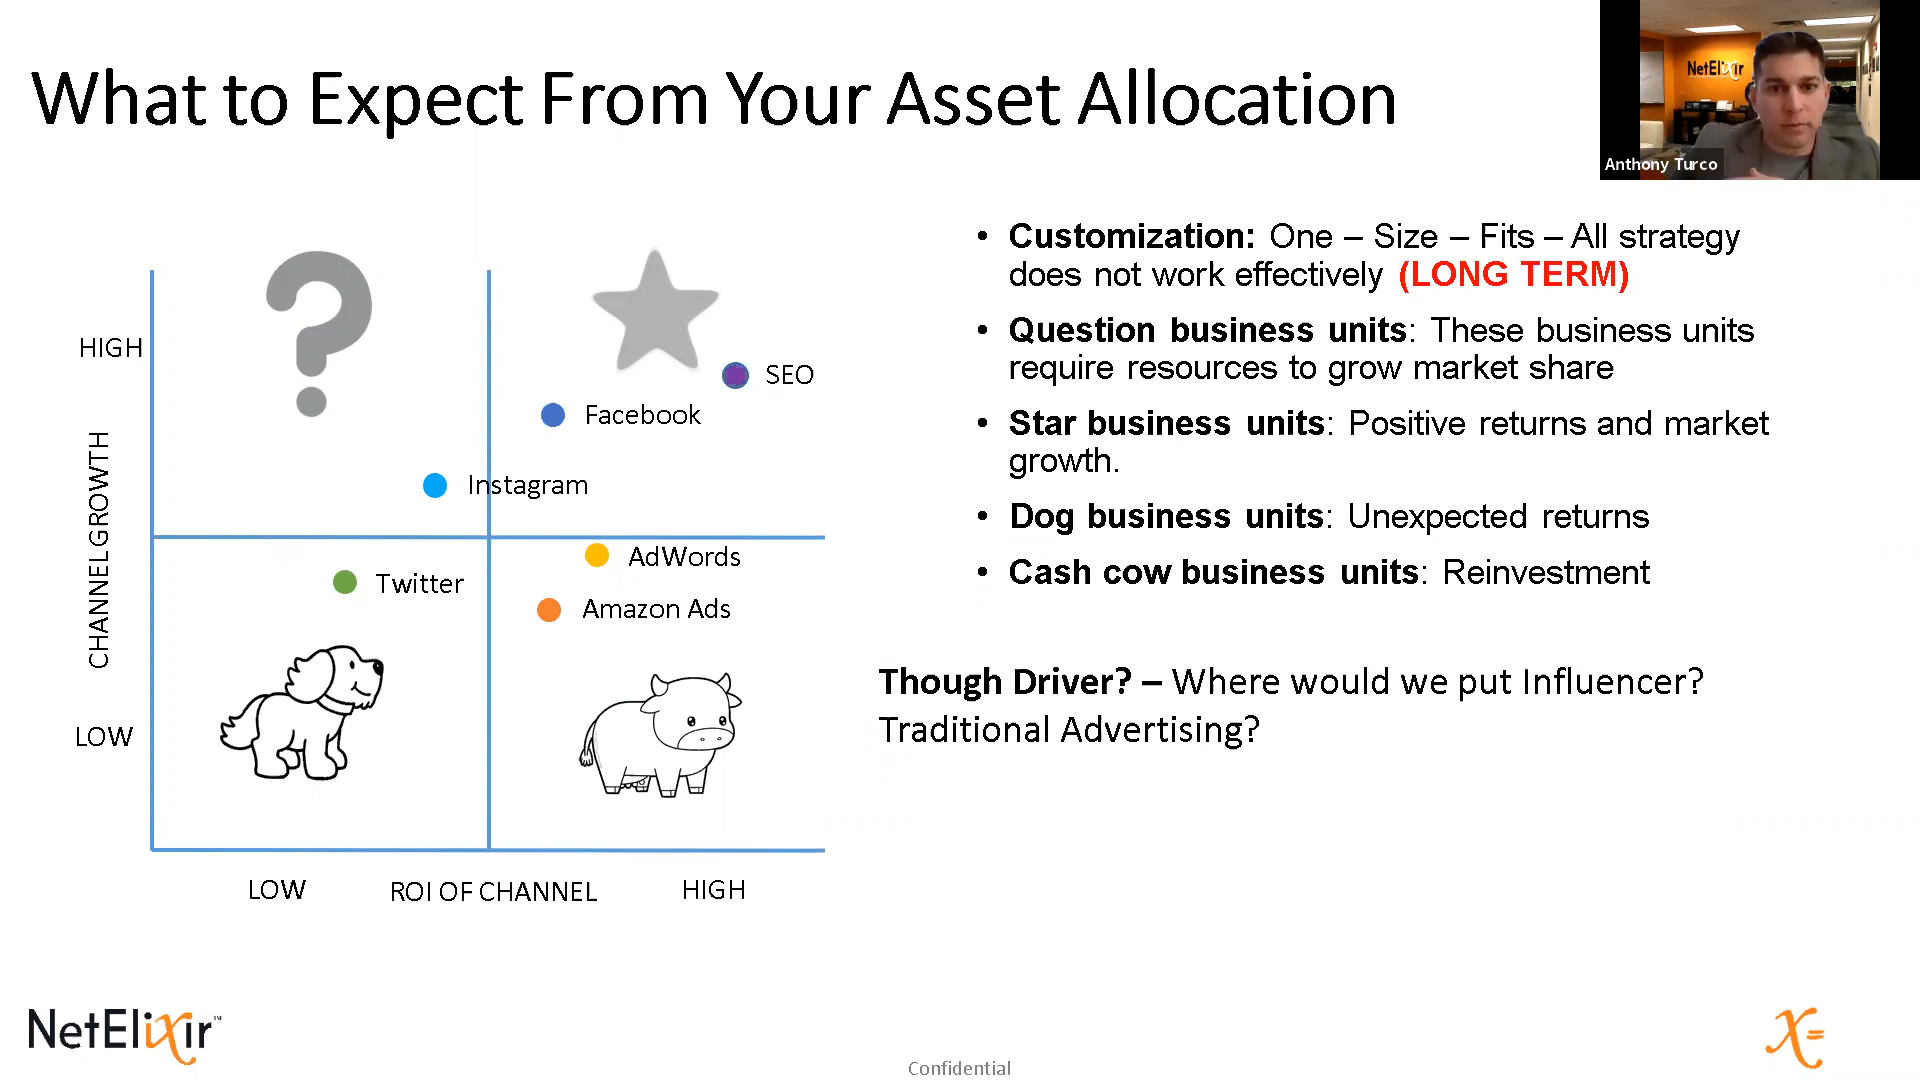 What to Expect From Your Asset Allocation
NetElixir
Anthony Turco
• Customization: One – Size – Fits – All strategy
does not work effectively (LONG TERM)
• Question business units: These business units
require resources to grow market share
• Star business units: Positive returns and market
growth.
• Dog business units: Unexpected returns
• Cash cow business units: Reinvestment
Though Driver? – Where would we put Influencer?
Traditional Advertising?
?
HIGH
SEO
Facebook
Instagram
CHANNEL GROWTH
AdWords
Twitter
Amazon Ads
LOW
LOW
ROI OF CHANNEL
HIGH
NetElixir™
X=
Confidential